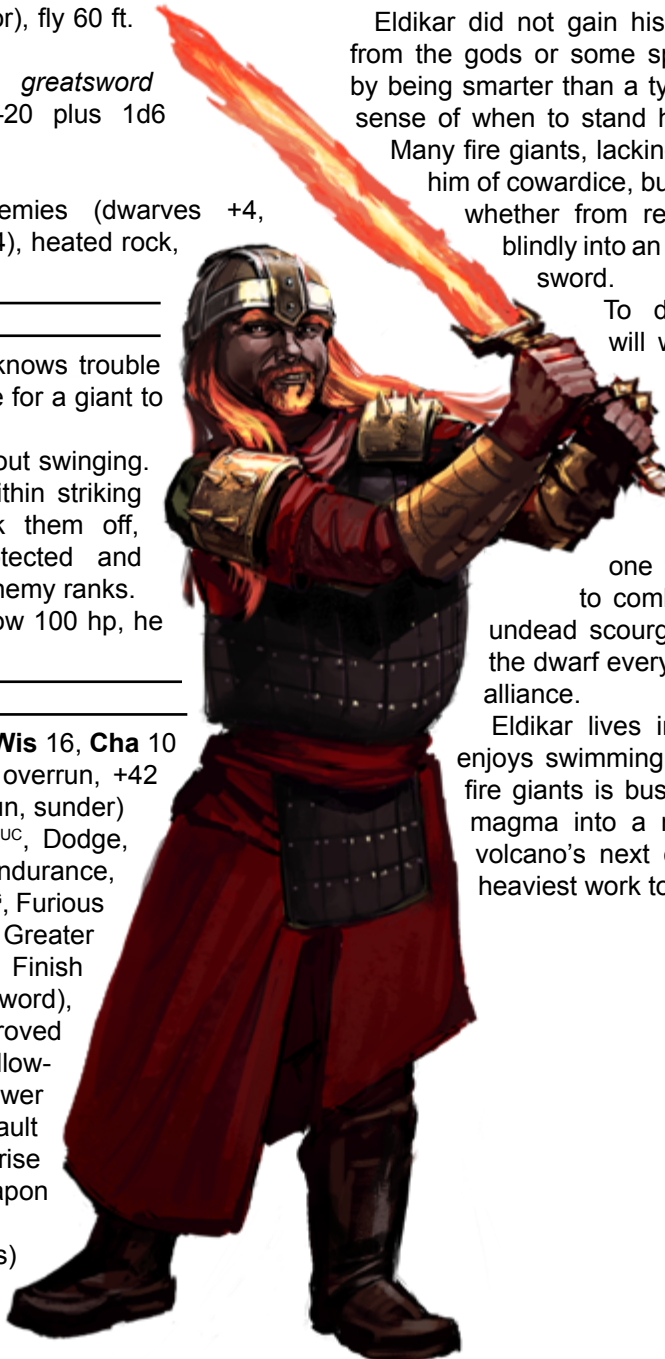 or), fly 60 ft.
greatsword
-20 plus 1d6
emies (dwarves +4,
4), heated rock,
knows trouble
e for a giant to
out swinging.
ithin striking
k them off,
tected and
nemy ranks.
ow 100 hp, he
Wis 16, Cha 10
overrun, +42
un, sunder)
UC, Dodge,
ndurance,
, Furious
Greater
Finish
word),
roved
llow-
wer
ault
rise
apon
s)
Eldikar did not gain his
from the gods or some sp
by being smarter than a ty
sense of when to stand h
Many fire giants, lackin
him of cowardice, bu
whether from re
blindly into an
sword.
To d
will w
one
to comb
undead scourg
the dwarf every
alliance.
Eldikar lives in
enjoys swimming
fire giants is bus
magma into a r
volcano's next e
heaviest work to